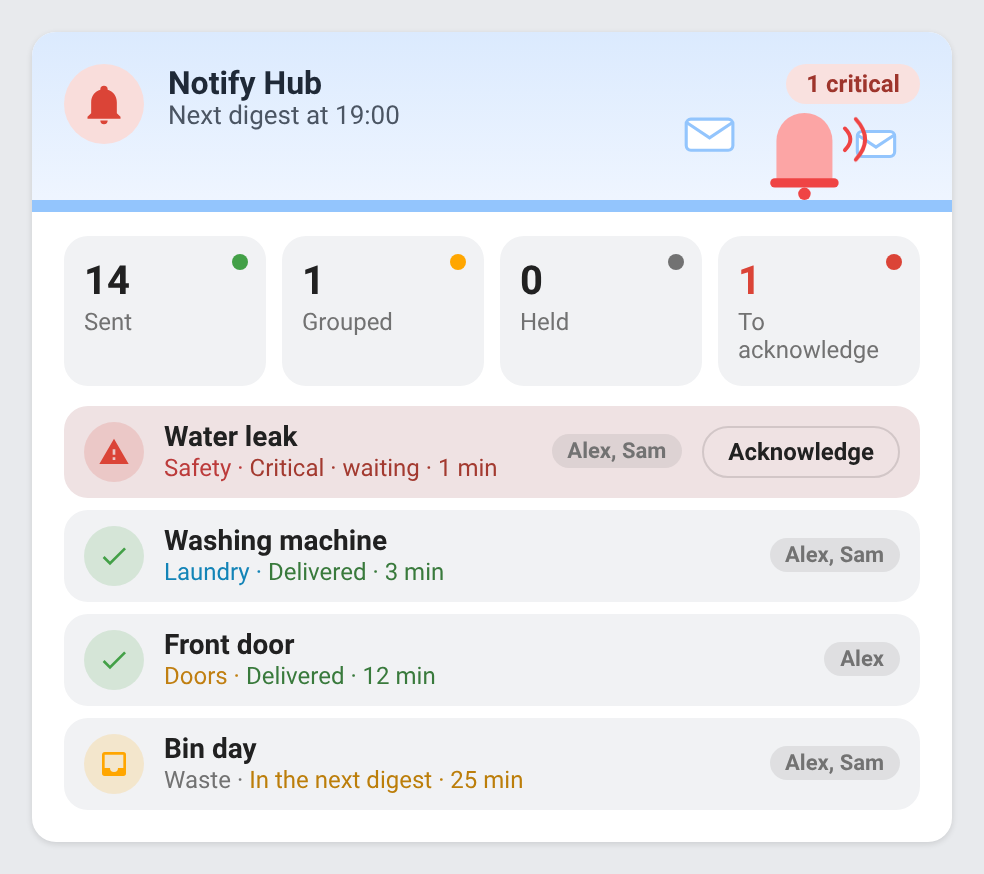 Notify Hub
Next digest at 19:00
1 critical
14
Sent
1
Grouped
0
Held
1
To
acknowledge
Water leak
Safety · Critical · waiting · 1 min
Alex, Sam
Acknowledge
Washing machine
Laundry · Delivered · 3 min
Alex, Sam
Front door
Doors · Delivered · 12 min
Alex
Bin day
Waste · In the next digest · 25 min
Alex, Sam